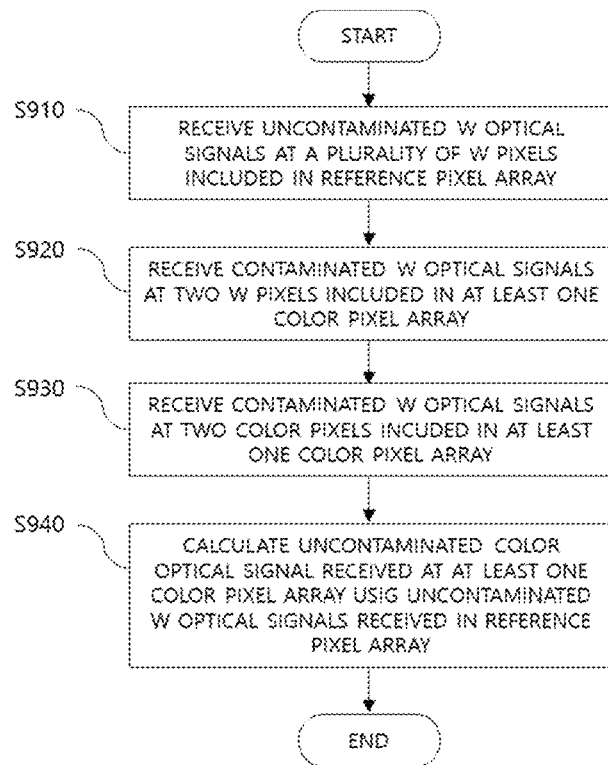 START
S910
RECEIVE UNCONTAMINATED W OPTICAL
SIGNALS AT A PLURALITY OF W PIXELS
INCLUDED IN REFERENCE PIXEL ARRAY
S920
RECEIVE CONTAMINATED W OPTICAL SIGNALS
AT TWO W PIXELS INCLUDED IN AT LEAST ONE
COLOR PIXEL ARRAY
S930
RECEIVE CONTAMINATED W OPTICAL SIGNALS
AT TWO COLOR PIXELS INCUDED IN AT LEAST
ONE COLOR PIXEL ARRAY
S940
CALCULATE UNCONTAMINATED COLOR
OPTICAL SIGNAL RECEIVED AT AT LEAST ONE
COLOR PIXEL ARRAY USIG UNCONTAMINATED
W OPTICAL SIGNALS RECEIVED IN REFERENCE
PIXEL ARRAY
END